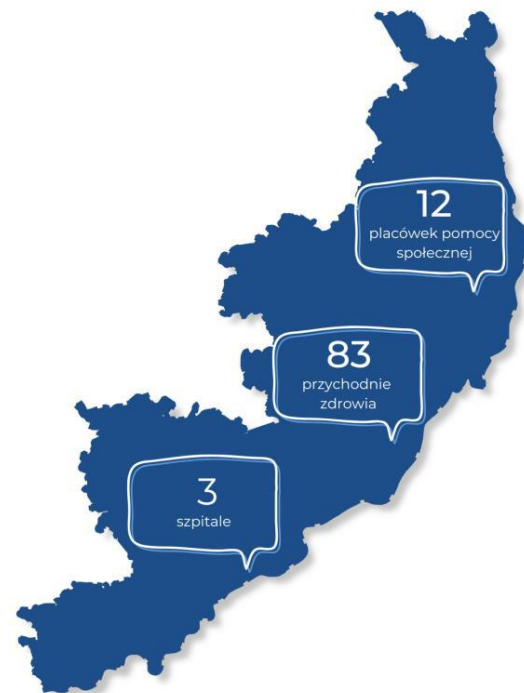 12
placówek pomocy
społecznej
83
przychodnie
zdrowia
3
szpitale